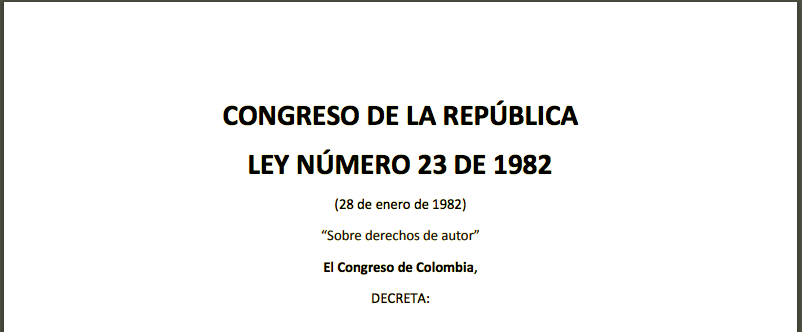 CONGRESO DE LA REPÚBLICA
LEY NÚMERO 23 DE 1982
(28 de enero de 1982)
“Sobre derechos de autor”
El Congreso de Colombia,
DECRETA: